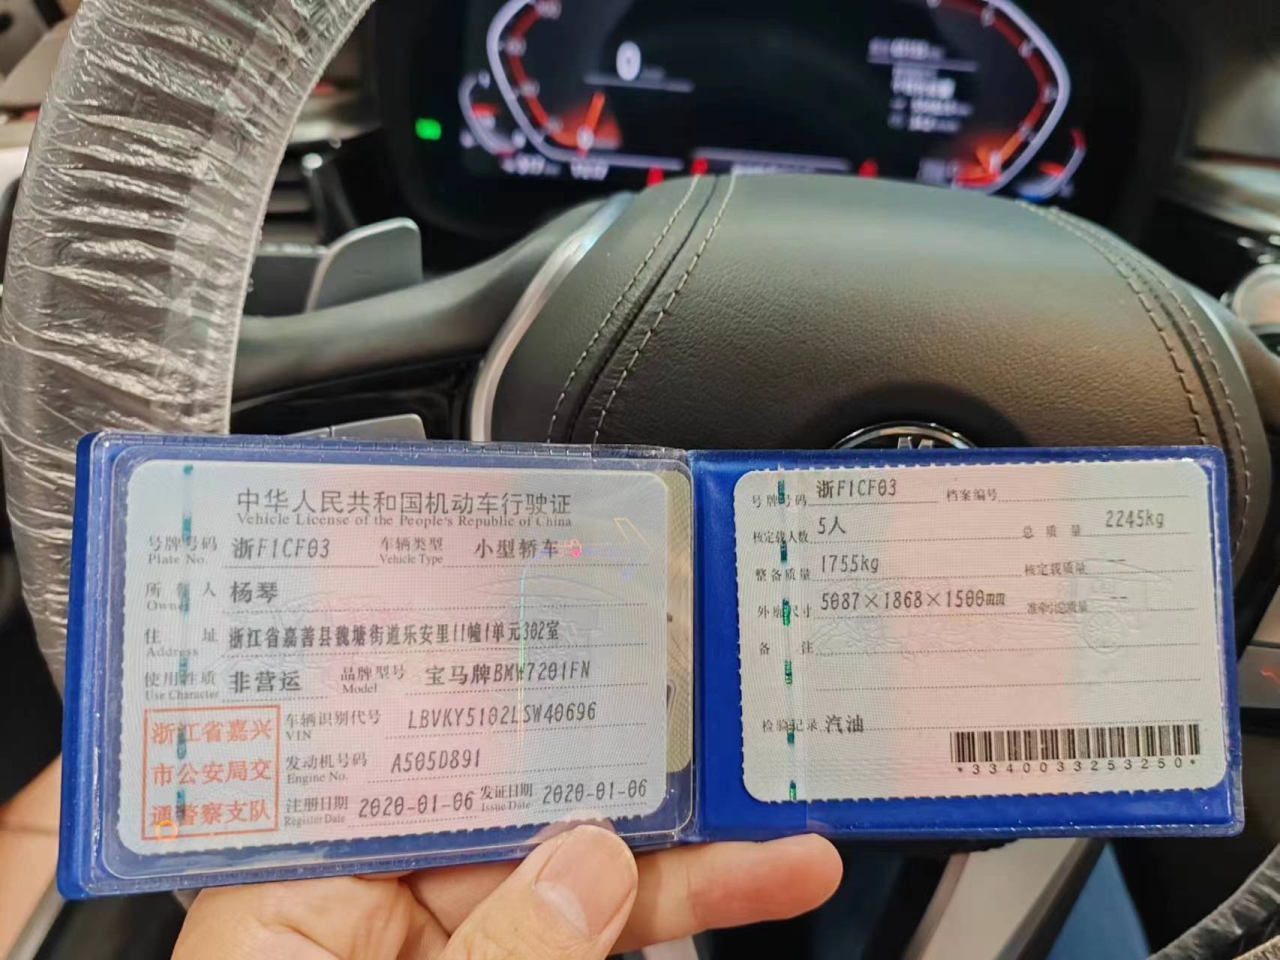 中华人民共和国机动车行驶证
Vehicle License of the People's Republic of China
号牌号码 浙F1CF03 车辆类型 小型轿车
Plate No. Vehicle Type
所有人 杨琴
Owner
住址 浙江省嘉善县魏塘街道乐安里11幢1单元302室
Address
使用性质 非营运 品牌型号 宝马牌BMW7201FN
Use Character Model
浙江省嘉兴
市公安局交
通警察支队
车辆识别代号 LBVKY5102LSW40696
VIN
发动机号码 A505D891
Engine No.
注册日期 2020-01-06 发证日期 2020-01-06
Register Date Issue Date
号牌号码 浙F1CF03 档案编号
核定载人数 5人 总质量 2245kg
整备质量 1755kg 核定载质量 --
外廓尺寸 5087×1868×1500mm 准牵引总质量 --
备注
检验记录 汽油
*3340033253250*
0